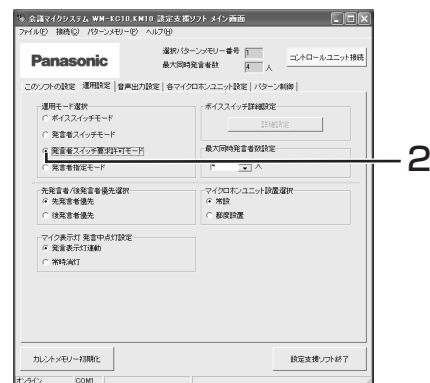 会議マイクシステム WM-KC10,KM10 設定支援ソフト メイン画面
ファイル(F) 接続(C) パターンメモリー(P) ヘルプ(H)
Panasonic
選択パターンメモリー番号 1
最大同時発言者数 4 人
コントロールユニット接続
このソフトの設定 運用設定 音声出力設定 各マイクロホンユニット設定 パターン制御
運用モード選択
ボイススイッチモード
発言者スイッチモード
発言者スイッチ要求許可モード
発言者指定モード
ボイススイッチ詳細設定
詳細設定
最大同時発言者数設定
人
2
先発言者/後発言者優先選択
先発言者優先
後発言者優先
マイクロホンユニット設置選択
常設
都度設置
マイク表示灯 発言中点灯設定
発言表示灯連動
常時消灯
カレントメモリー初期化
設定支援ソフト終了
オンライン COM1